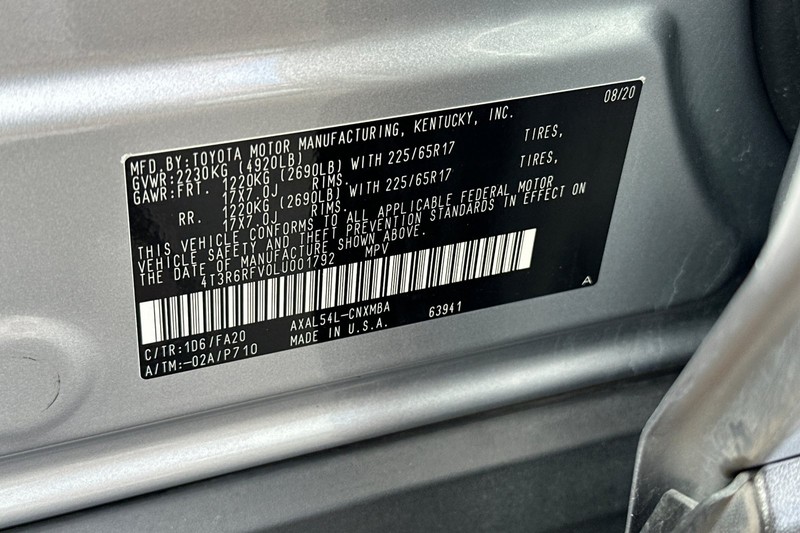 08/20
MFD.BY:TOYOTA MOTOR MANUFACTURING, KENTUCKY, INC.
GVWR:2230KG (4920LB)
GAWR:FRT. 1220KG (2690LB) WITH 225/65R17 TIRES,
17X7.0J RIMS.
RR. 1220KG (2690LB) WITH 225/65R17 TIRES,
17X7.0J RIMS.
THIS VEHICLE CONFORMS TO ALL APPLICABLE FEDERAL MOTOR
VEHICLE SAFETY AND THEFT PREVENTION STANDARDS IN EFFECT ON
THE DATE OF MANUFACTURE SHOWN ABOVE.
4T3R6RFV0LU001792 MPV
A
C/TR:1D6/FA20 AXAL54L-CNXMBA 63941
A/TM:-02A/P710 MADE IN U.S.A.